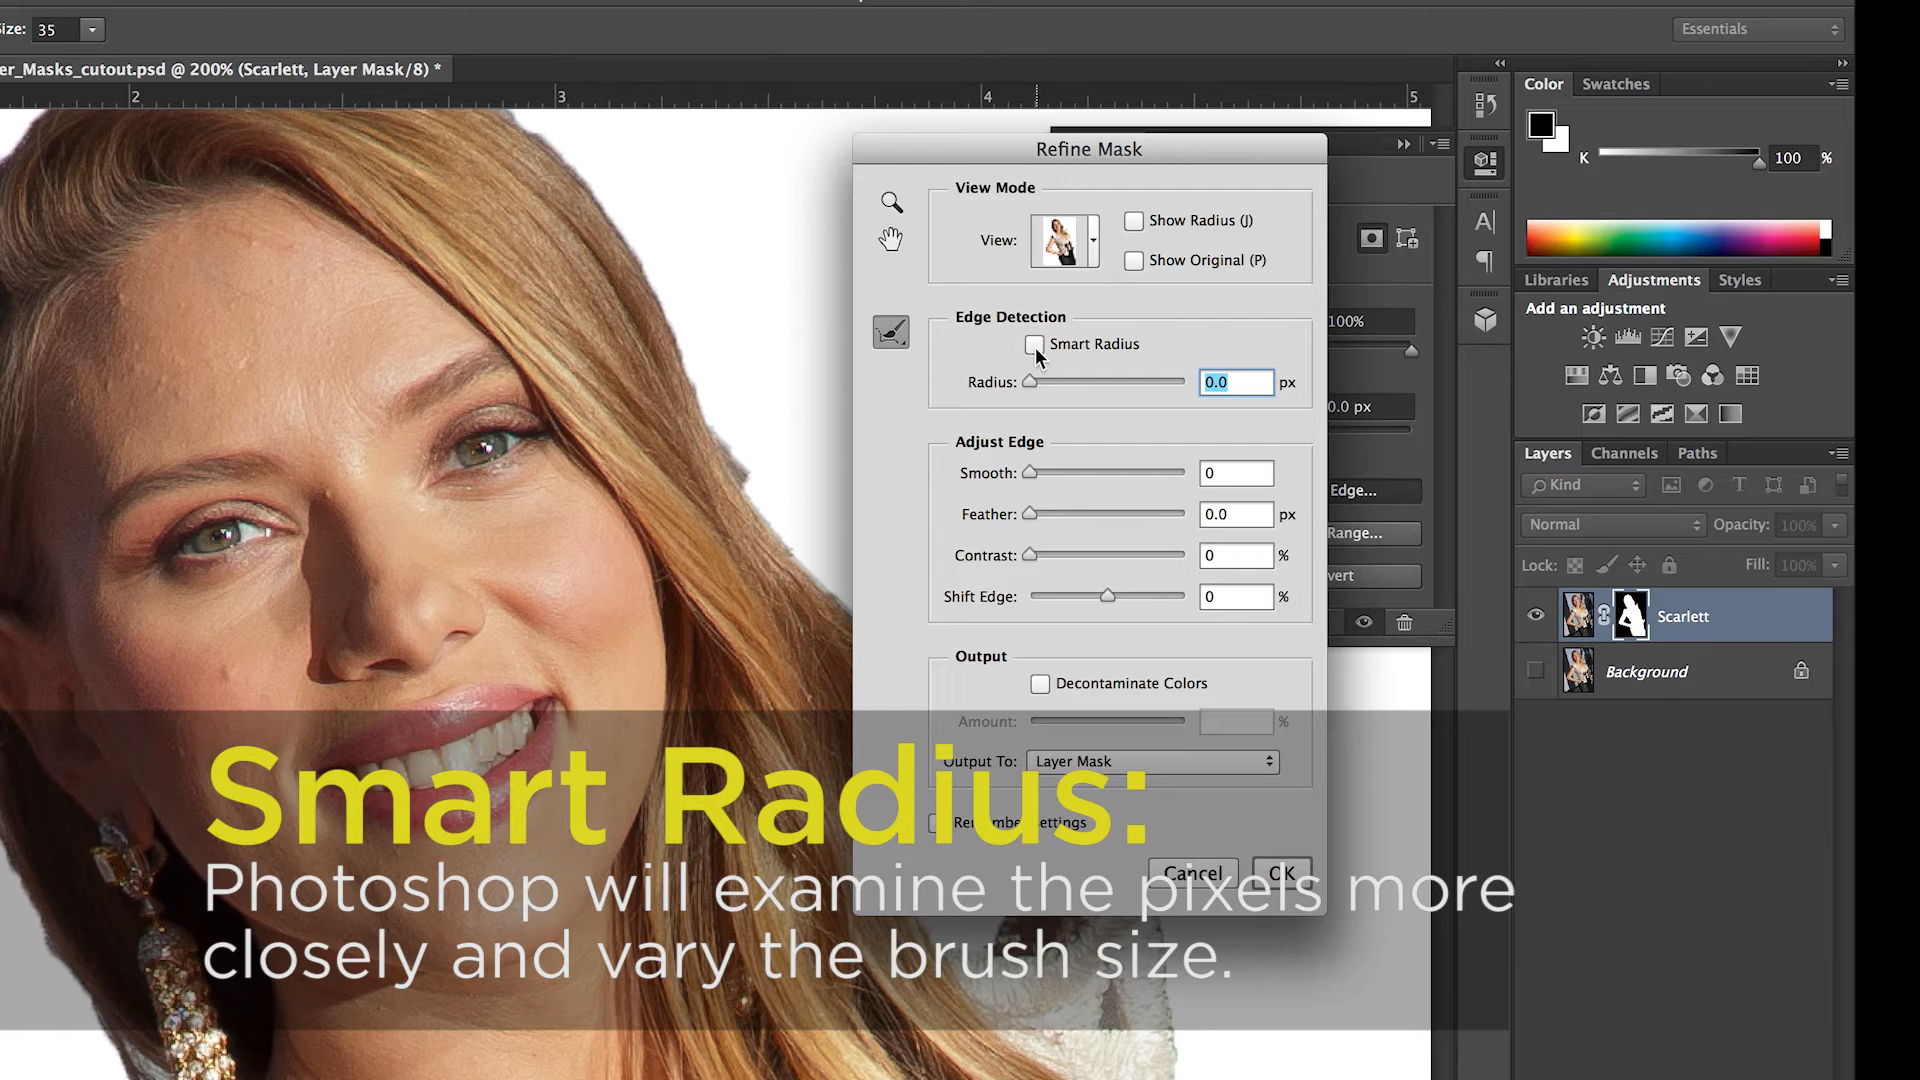 ize: 35
Essentials
er_Masks_cutout.psd @ 200% (Scarlett, Layer Mask/8) *
2 3 4 5
Color Swatches
K 100 %
Refine Mask
View Mode
View:
Show Radius (J)
Show Original (P)
Edge Detection
Smart Radius
Radius: 0.0 px
Adjust Edge
Smooth: 0
Feather: 0.0 px
Contrast: 0 %
Shift Edge: 0 %
Output
Decontaminate Colors
Amount: %
Output To: Layer Mask
Remember Settings
Cancel OK
100%
0.0 px
Edge...
Range...
vert
Libraries Adjustments Styles
Add an adjustment
Layers Channels Paths
Kind
Normal Opacity: 100%
Lock: Fill: 100%
Scarlett
Background
Smart Radius:
Photoshop will examine the pixels more
closely and vary the brush size.